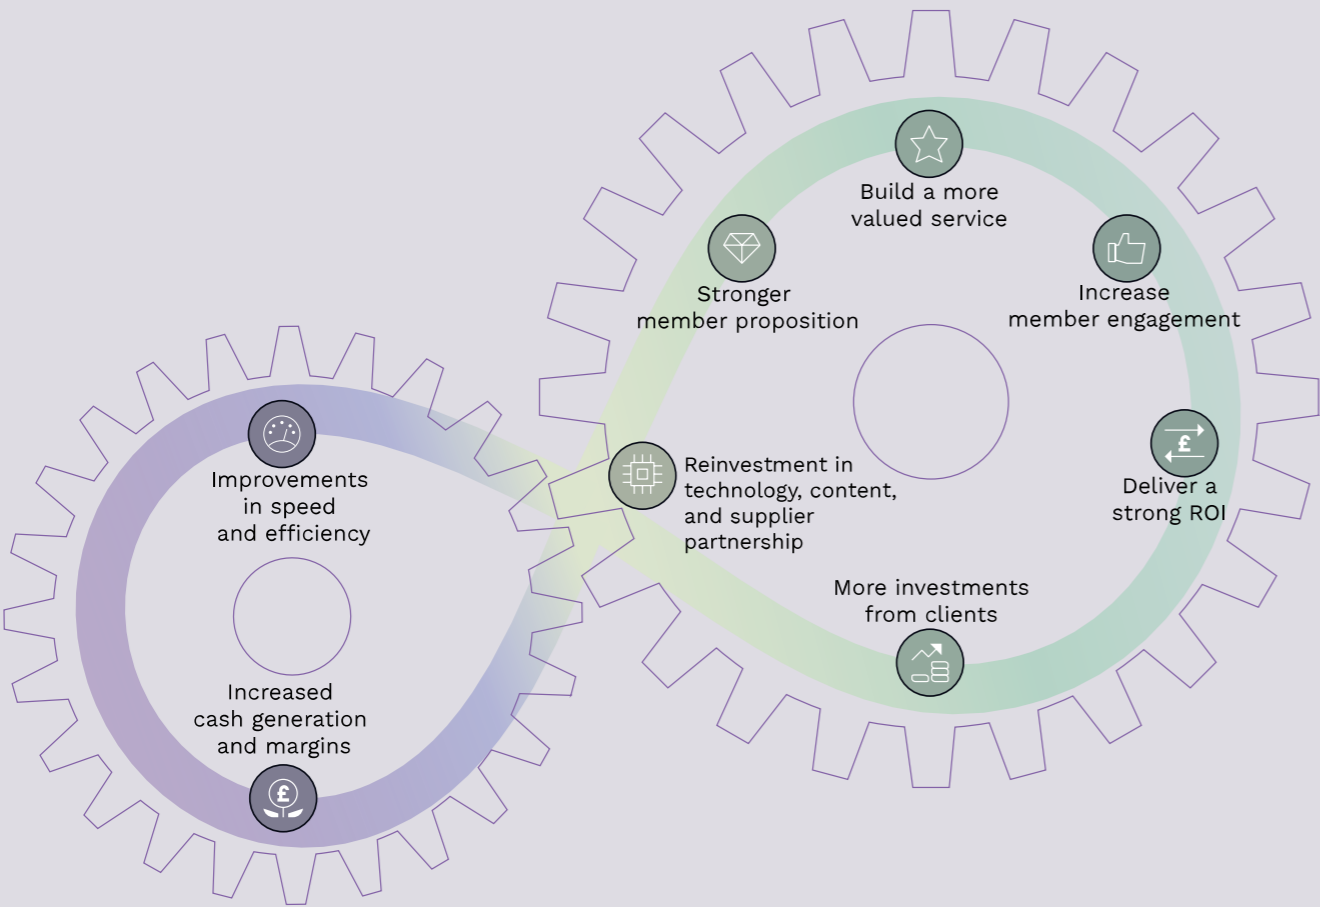 Build a more
valued service
Stronger
member proposition
Increase
member engagement
Reinvestment in
technology, content,
and supplier
partnership
Deliver a
strong ROI
More investments
from clients
Improvements
in speed
and efficiency
Increased
cash generation
and margins
£
£